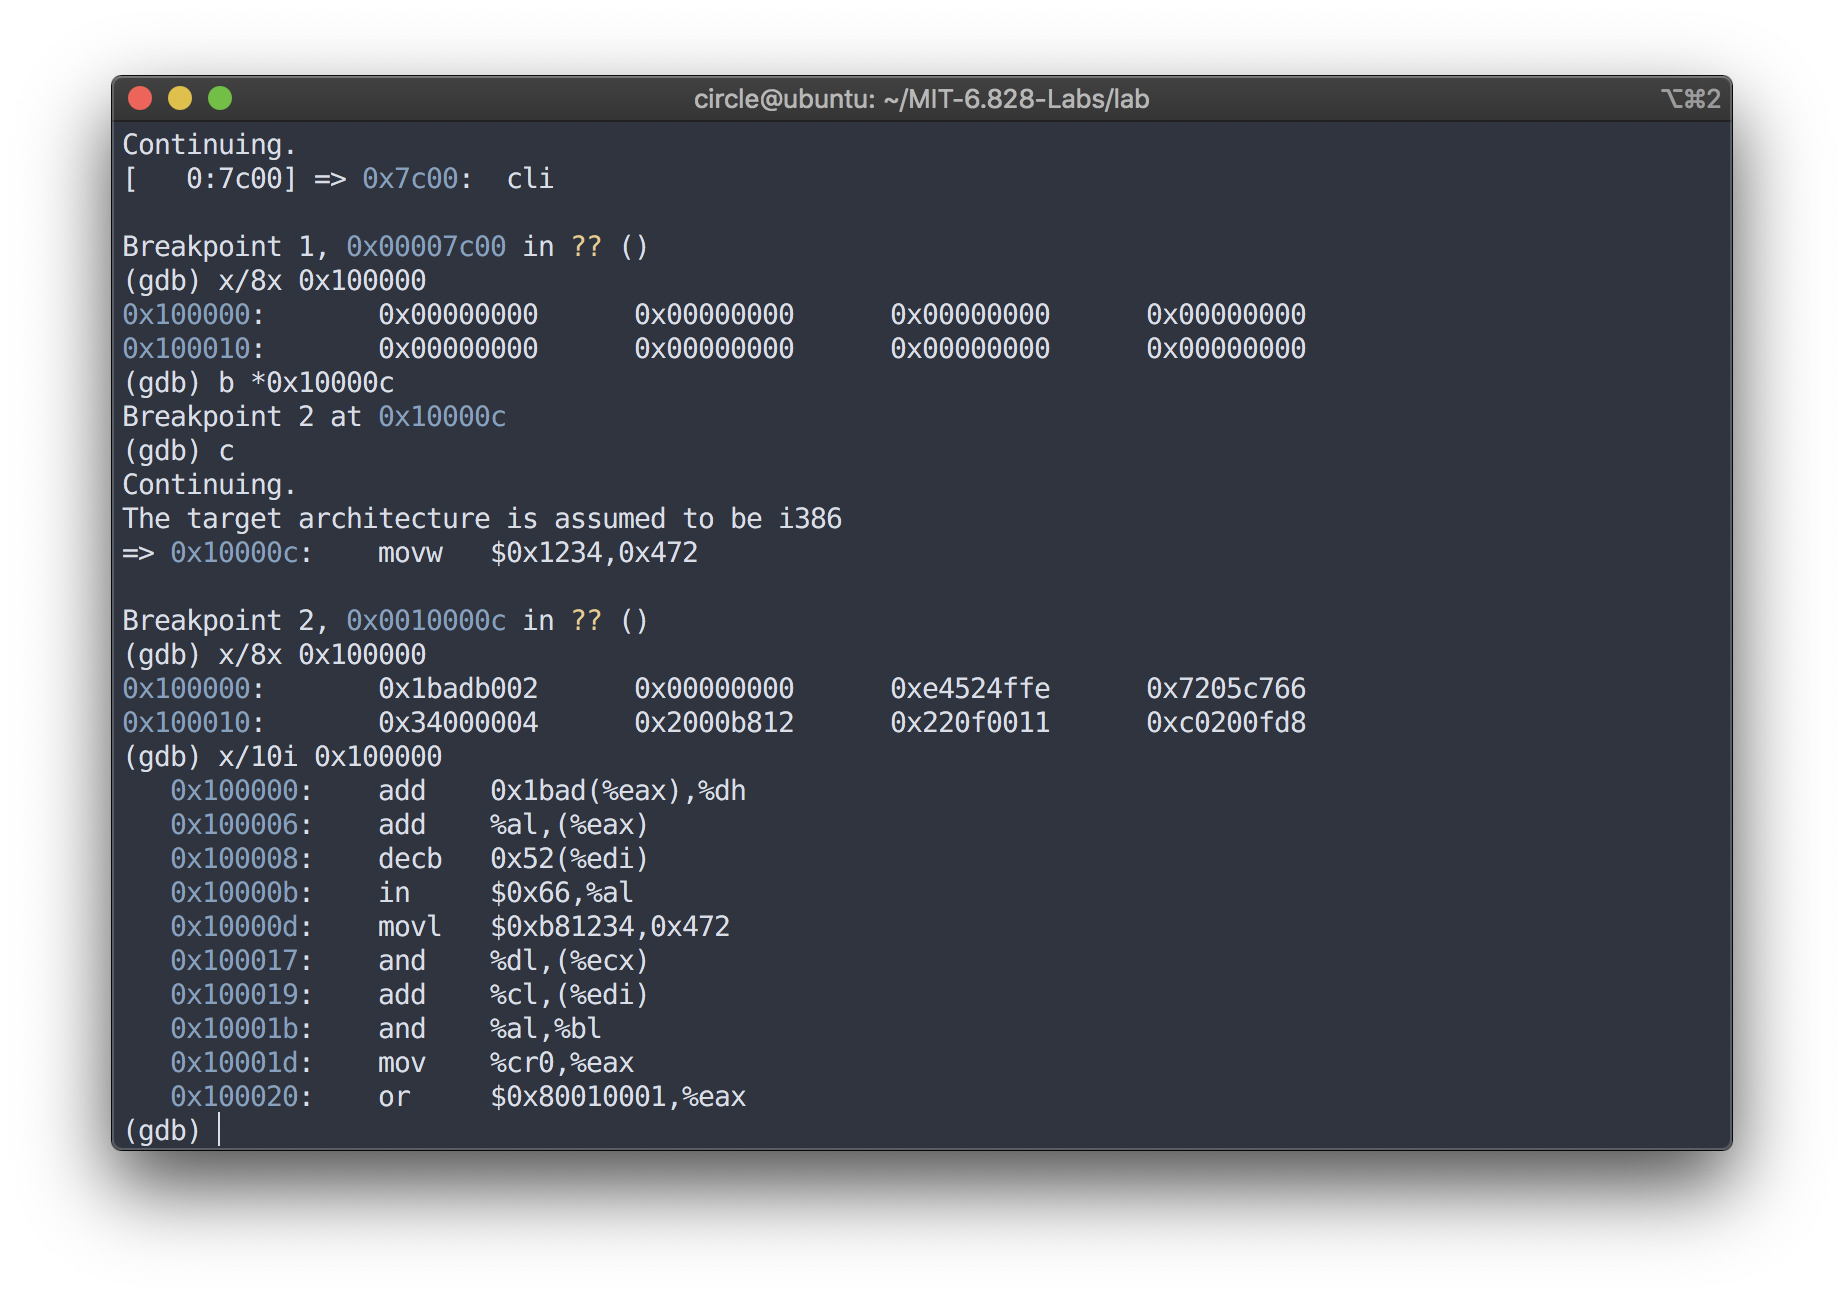 circle@ubuntu: ~/MIT-6.828-Labs/lab ⌥⌘2
Continuing.
[   0:7c00] => 0x7c00:  cli

Breakpoint 1, 0x00007c00 in ?? ()
(gdb) x/8x 0x100000
0x100000:       0x00000000      0x00000000      0x00000000      0x00000000
0x100010:       0x00000000      0x00000000      0x00000000      0x00000000
(gdb) b *0x10000c
Breakpoint 2 at 0x10000c
(gdb) c
Continuing.
The target architecture is assumed to be i386
=> 0x10000c:    movw   $0x1234,0x472

Breakpoint 2, 0x0010000c in ?? ()
(gdb) x/8x 0x100000
0x100000:       0x1badb002      0x00000000      0xe4524ffe      0x7205c766
0x100010:       0x34000004      0x2000b812      0x220f0011      0xc0200fd8
(gdb) x/10i 0x100000
   0x100000:    add    0x1bad(%eax),%dh
   0x100006:    add    %al,(%eax)
   0x100008:    decb   0x52(%edi)
   0x10000b:    in     $0x66,%al
   0x10000d:    movl   $0xb81234,0x472
   0x100017:    and    %dl,(%ecx)
   0x100019:    add    %cl,(%edi)
   0x10001b:    and    %al,%bl
   0x10001d:    mov    %cr0,%eax
   0x100020:    or     $0x80010001,%eax
(gdb)